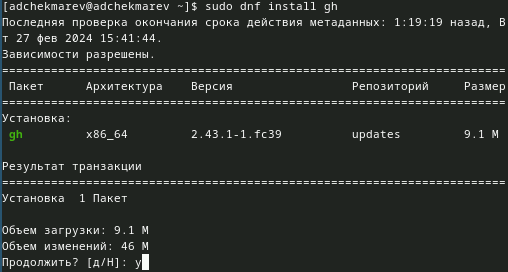 [adchekmarev@adchekmarev ~]$ sudo dnf install gh
Последняя проверка окончания срока действия метаданных: 1:19:19 назад, В
т 27 фев 2024 15:41:44.
Зависимости разрешены.
========================================================================
Пакет Архитектура Версия Репозиторий Размер
========================================================================
Установка:
gh x86_64 2.43.1-1.fc39 updates 9.1 M

Результат транзакции
========================================================================
Установка 1 Пакет

Объем загрузки: 9.1 M
Объем изменений: 46 M
Продолжить? [д/Н]: y